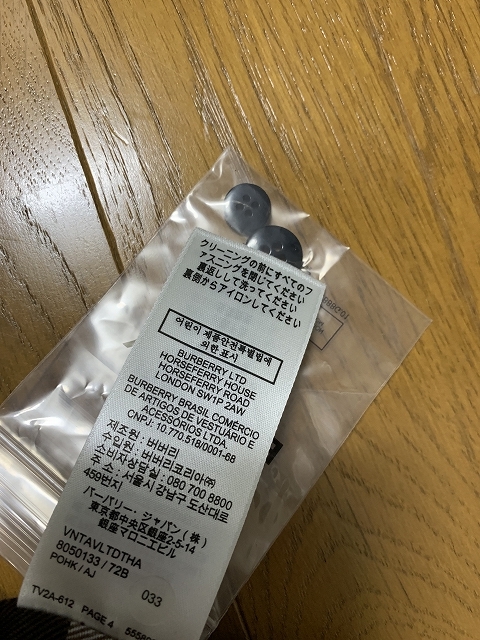 クリーニングの前にすべてのフ
ァスニングを閉じてください
裏返しして洗ってください
裏側からアイロンしてください
어린이 제품안전특별법에
의한 표시
BURBERRY LTD
HORSEFERRY HOUSE
HORSEFERRY ROAD
LONDON SW1P 2AW
BURBERRY BRASIL COMÉRCIO
DE ARTIGOS DE VESTUÁRIO E
ACESSÓRIOS LTDA.
CNPJ: 10.770.518/0001-68
제조원 : 버버리
수입원 : 버버리코리아㈜
소비자상담실 : 080 700 8800
주 소 : 서울시 강남구 도산대로
459번지
バーバリー・ジャパン(株)
東京都中央区銀座2-5-14
銀座マロニエビル
VNTAVLTDTHA
8050133 / 72B
POHK / AJ
033
TV2A-612 PAGE 4